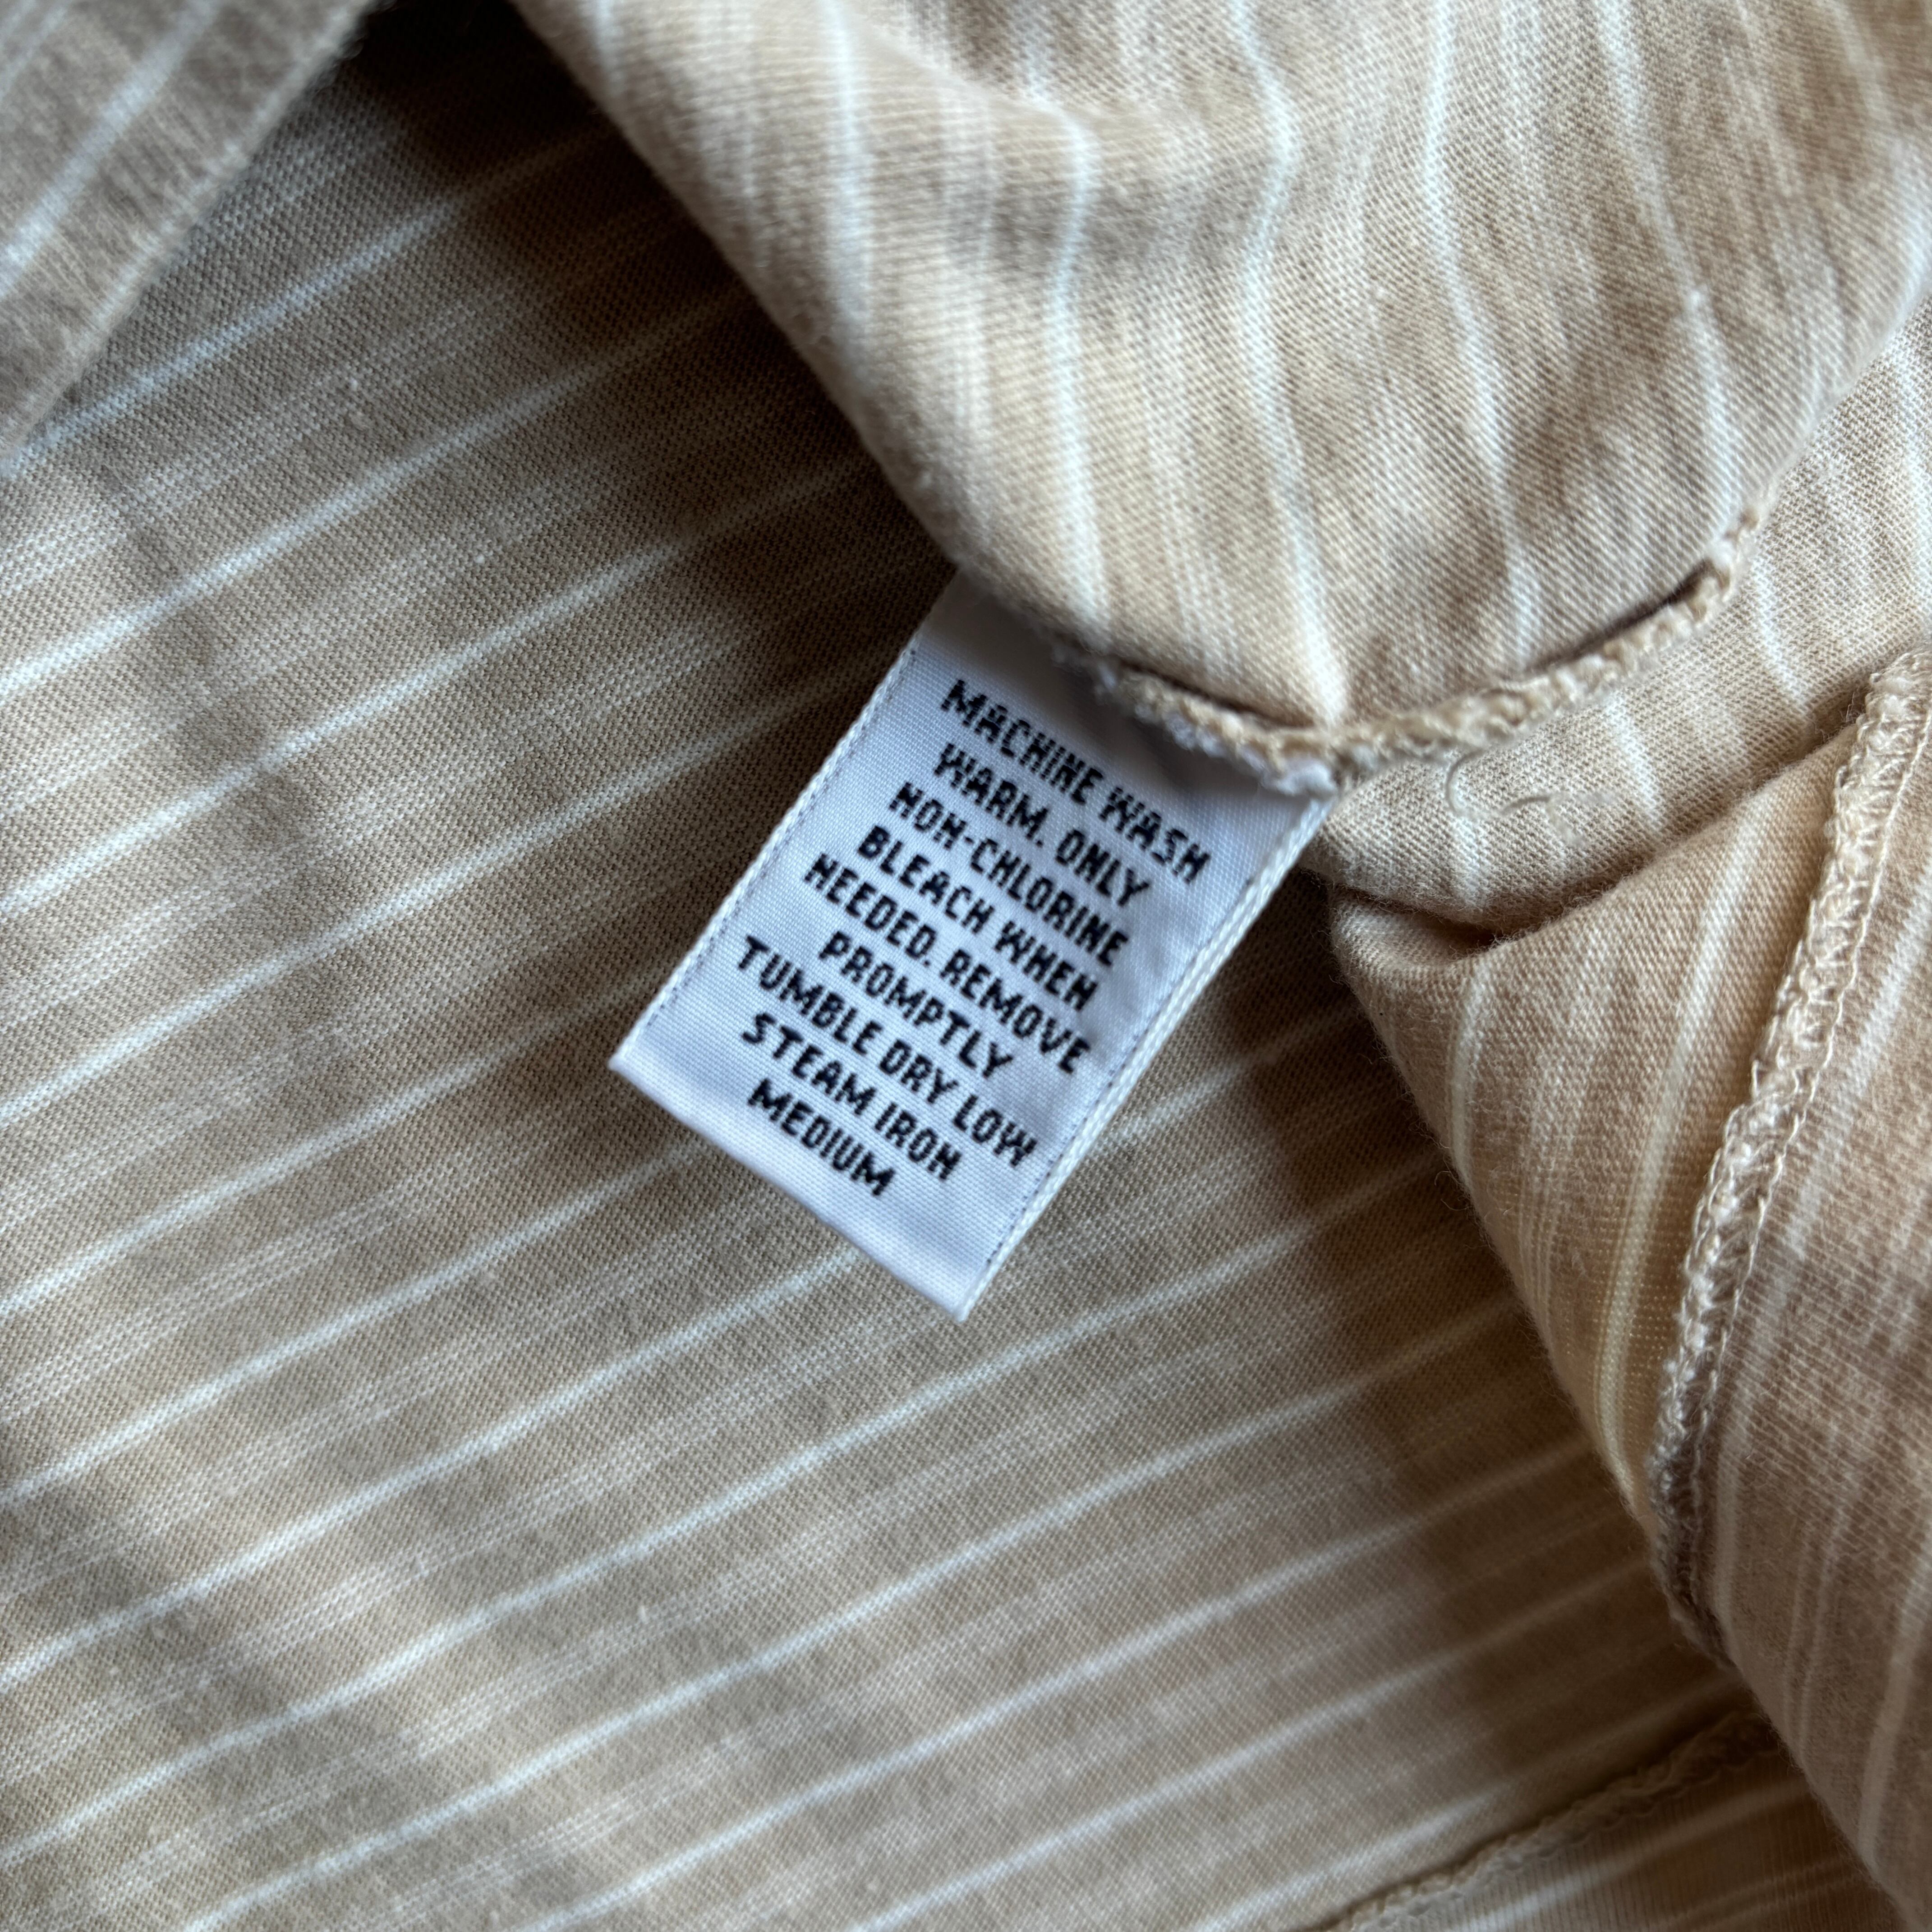 MACHINE WASH
WARM. ONLY
NON-CHLORINE
BLEACH WHEN
NEEDED. REMOVE
PROMPTLY
TUMBLE DRY LOW
STEAM IRON
MEDIUM